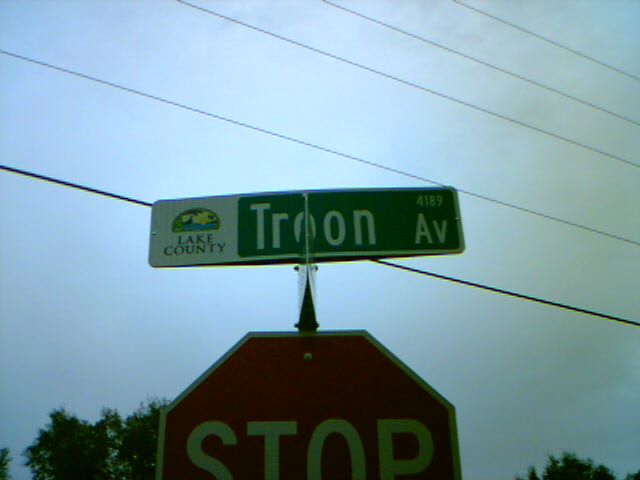 LAKE
COUNTY
Troon
4189
Av
STOP